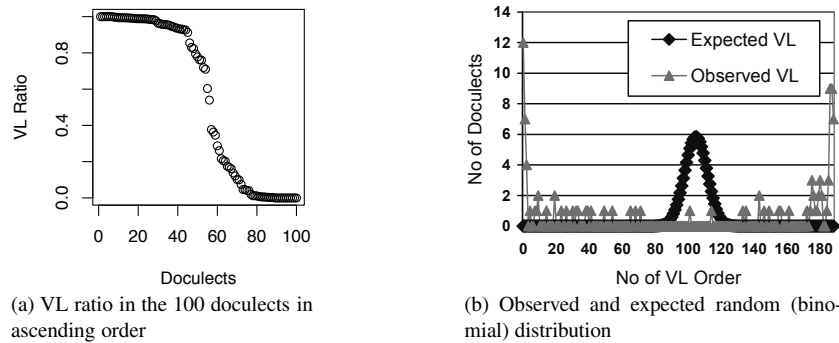 0.8
0.4
0.0
VL Ratio
0 20 40 60 80 100
Doculects
(a) VL ratio in the 100 doculects in
ascending order
14
12
10
8
6
4
2
0
No of Doculects
Expected VL
Observed VL
0 20 40 60 80 100 120 140 160 180
No of VL Order
(b) Observed and expected random (bino-
mial) distribution